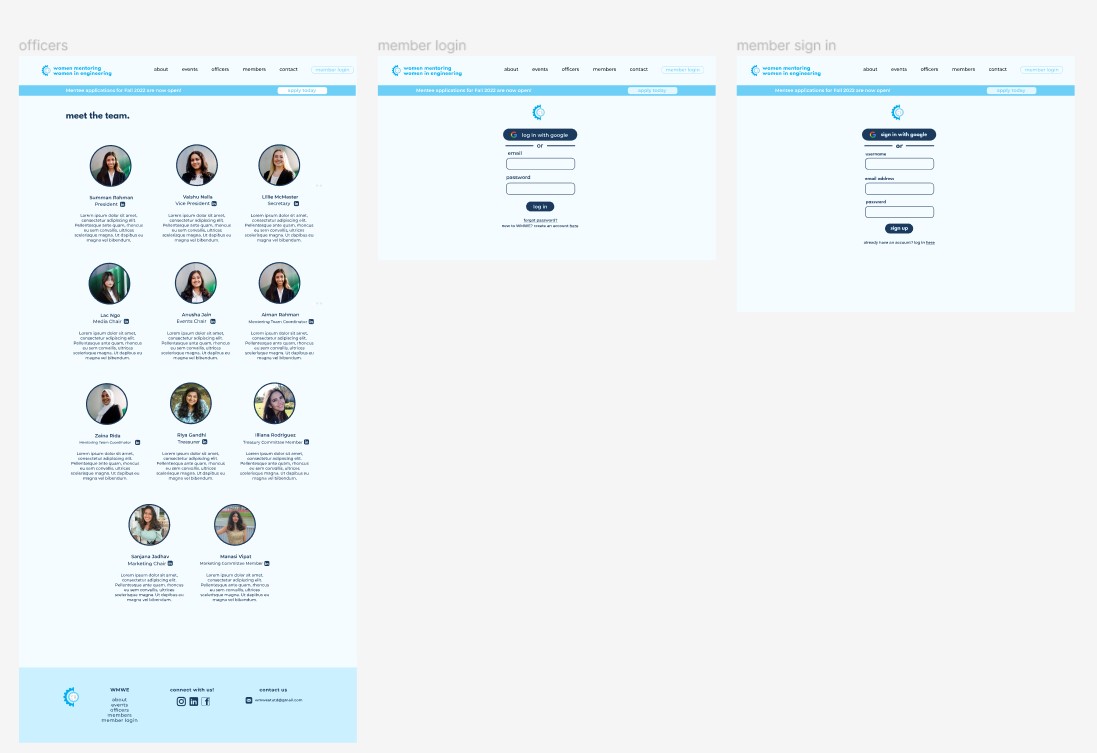 officers
women mentoring
women in engineering
about events officers members contact member login
Mentee applications for Fall 2022 are now open! apply today
meet the team.
Summan Rahman
President
Vaishu Nella
Vice President
Lillie McMaster
Secretary
Lorem ipsum dolor sit amet,
consectetur adipiscing elit.
Pellentesque ante quam, rhoncus
eu sem convallis, ultrices
scelerisque magna. Ut dapibus eu
magna vel bibendum.
Lorem ipsum dolor sit amet,
consectetur adipiscing elit.
Pellentesque ante quam, rhoncus
eu sem convallis, ultrices
scelerisque magna. Ut dapibus eu
magna vel bibendum.
Lorem ipsum dolor sit amet,
consectetur adipiscing elit.
Pellentesque ante quam, rhoncus
eu sem convallis, ultrices
scelerisque magna. Ut dapibus eu
magna vel bibendum.
Lac Ngo
Media Chair
Anusha Jain
Events Chair
Aiman Rahman
Mentoring Team Coordinator
Lorem ipsum dolor sit amet,
consectetur adipiscing elit.
Pellentesque ante quam, rhoncus
eu sem convallis, ultrices
scelerisque magna. Ut dapibus eu
magna vel bibendum.
Lorem ipsum dolor sit amet,
consectetur adipiscing elit.
Pellentesque ante quam, rhoncus
eu sem convallis, ultrices
scelerisque magna. Ut dapibus eu
magna vel bibendum.
Lorem ipsum dolor sit amet,
consectetur adipiscing elit.
Pellentesque ante quam, rhoncus
eu sem convallis, ultrices
scelerisque magna. Ut dapibus eu
magna vel bibendum.
Zaina Rida
Mentoring Team Coordinator
Riya Gandhi
Treasurer
Illiana Rodriguez
Treasury Committee Member
Lorem ipsum dolor sit amet,
consectetur adipiscing elit.
Pellentesque ante quam, rhoncus
eu sem convallis, ultrices
scelerisque magna. Ut dapibus eu
magna vel bibendum.
Lorem ipsum dolor sit amet,
consectetur adipiscing elit.
Pellentesque ante quam, rhoncus
eu sem convallis, ultrices
scelerisque magna. Ut dapibus eu
magna vel bibendum.
Lorem ipsum dolor sit amet,
consectetur adipiscing elit.
Pellentesque ante quam, rhoncus
eu sem convallis, ultrices
scelerisque magna. Ut dapibus eu
magna vel bibendum.
Sanjana Jadhav
Marketing Chair
Manasi Vipat
Marketing Committee Member
Lorem ipsum dolor sit amet,
consectetur adipiscing elit.
Pellentesque ante quam, rhoncus
eu sem convallis, ultrices
scelerisque magna. Ut dapibus eu
magna vel bibendum.
Lorem ipsum dolor sit amet,
consectetur adipiscing elit.
Pellentesque ante quam, rhoncus
eu sem convallis, ultrices
scelerisque magna. Ut dapibus eu
magna vel bibendum.
WMWE
about
events
officers
members
member login
connect with us!
contact us
member login
women mentoring
women in engineering
about events officers members contact member login
Mentee applications for Fall 2022 are now open! apply today
log in with google
or
email
password
log in
forgot password?
new to WMWE? create an account here
member sign in
women mentoring
women in engineering
about events officers members contact member login
Mentee applications for Fall 2022 are now open! apply today
sign in with google
or
username
email address
password
sign up
already have an account? log in here